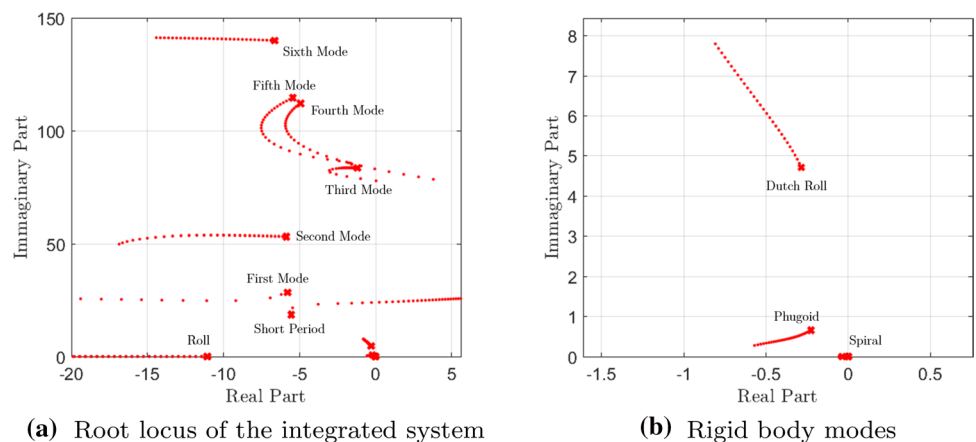 150
100
50
0
Immaginary Part
Sixth Mode
Fifth Mode
Fourth Mode
Third Mode
Second Mode
First Mode
Short Period
Roll
-20 -15 -10 -5 0 5
Real Part
(a) Root locus of the integrated system
8
7
6
5
4
3
2
1
0
Immaginary Part
Dutch Roll
Phugoid
Spiral
-1.5 -1 -0.5 0 0.5
Real Part
(b) Rigid body modes